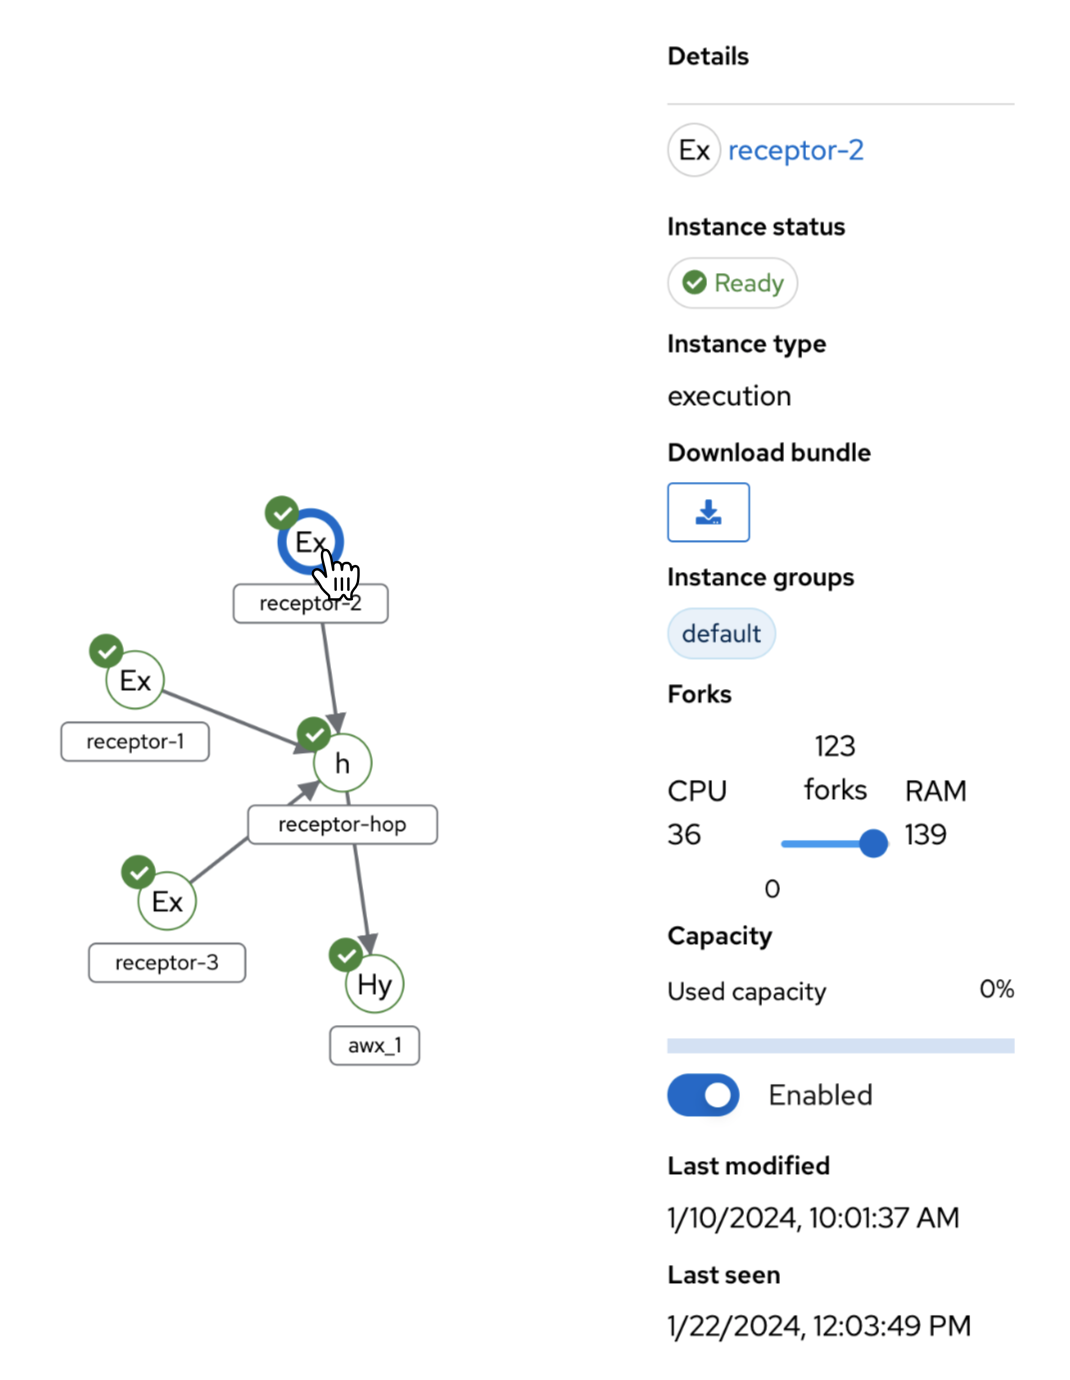 Details
Ex receptor-2
Instance status
Ready
Instance type
execution
Download bundle
Instance groups
default
Forks
123
CPU forks RAM
36 139
0
Capacity
Used capacity 0%
Enabled
Last modified
1/10/2024, 10:01:37 AM
Last seen
1/22/2024, 12:03:49 PM
Ex
receptor-2
Ex
receptor-1
h
receptor-hop
Ex
receptor-3
Hy
awx_1